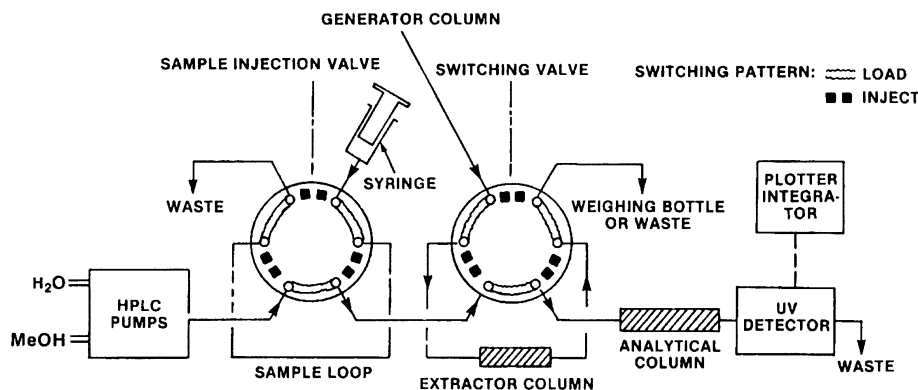 GENERATOR COLUMN
SAMPLE INJECTION VALVE
SWITCHING VALVE
SWITCHING PATTERN:
LOAD
INJECT
SYRINGE
WASTE
WEIGHING BOTTLE
OR WASTE
PLOTTER
INTEGRA-
TOR
H₂O
MeOH
HPLC
PUMPS
SAMPLE LOOP
EXTRACTOR COLUMN
ANALYTICAL
COLUMN
UV
DETECTOR
WASTE